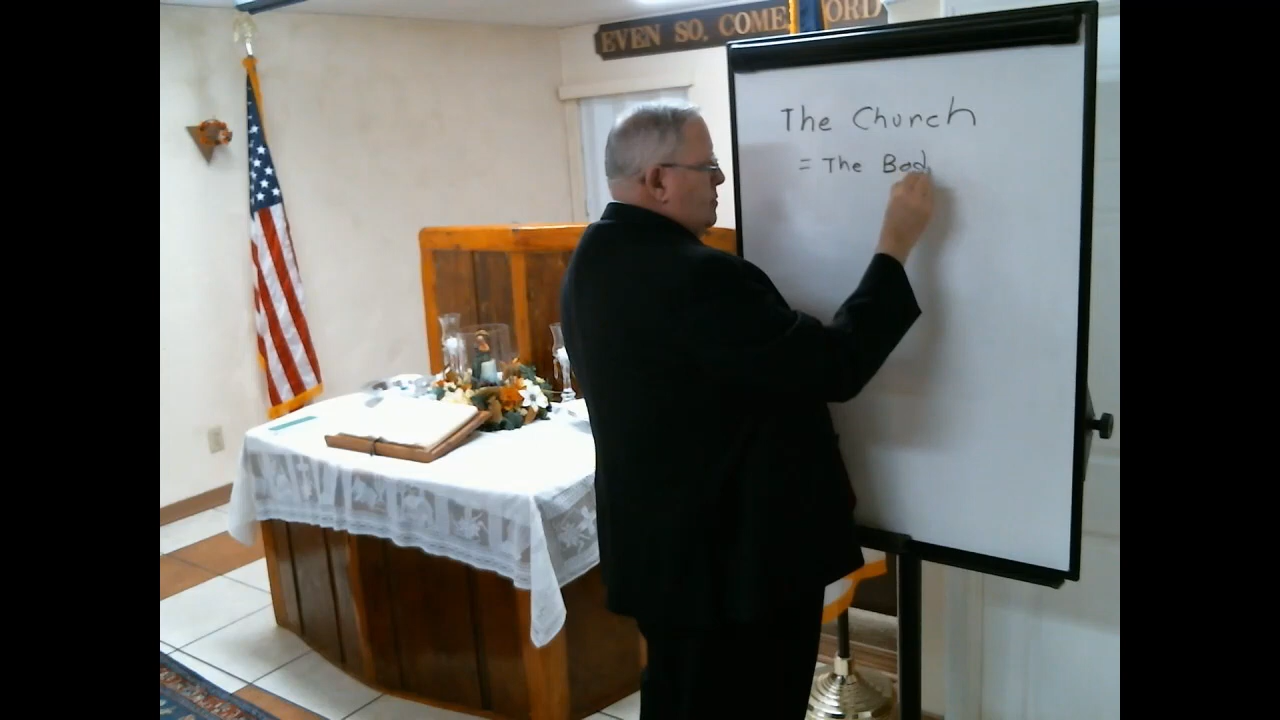 EVEN SO, COME, ORD
The Church
= The Bod